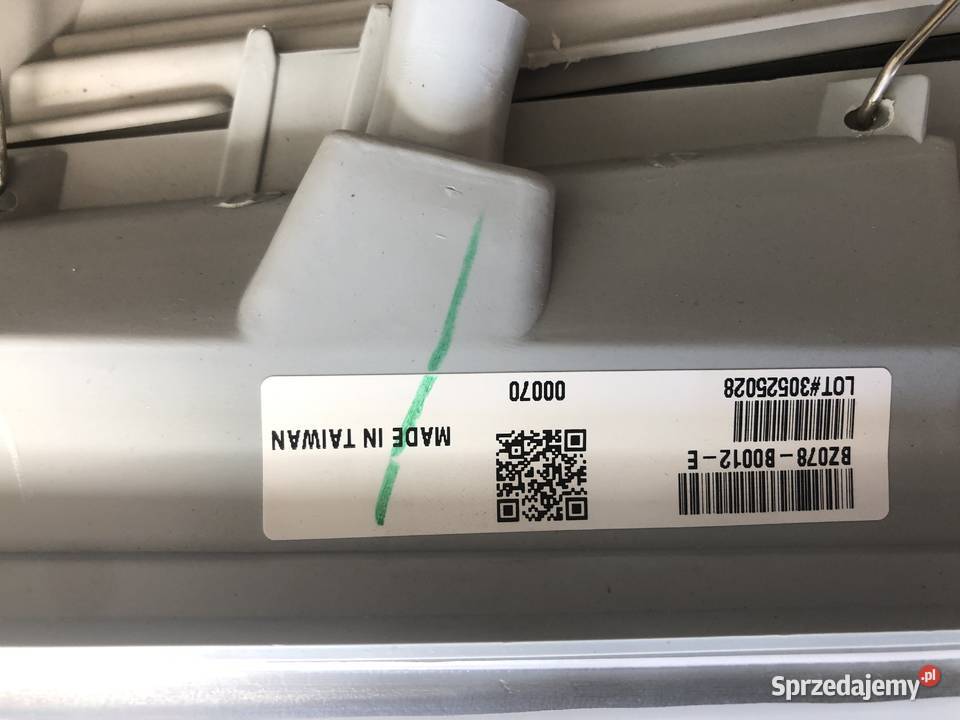 BZ078-B0012-E
LOT#30525028
MADE IN TAIWAN
00070
Sprzedajemy.pl